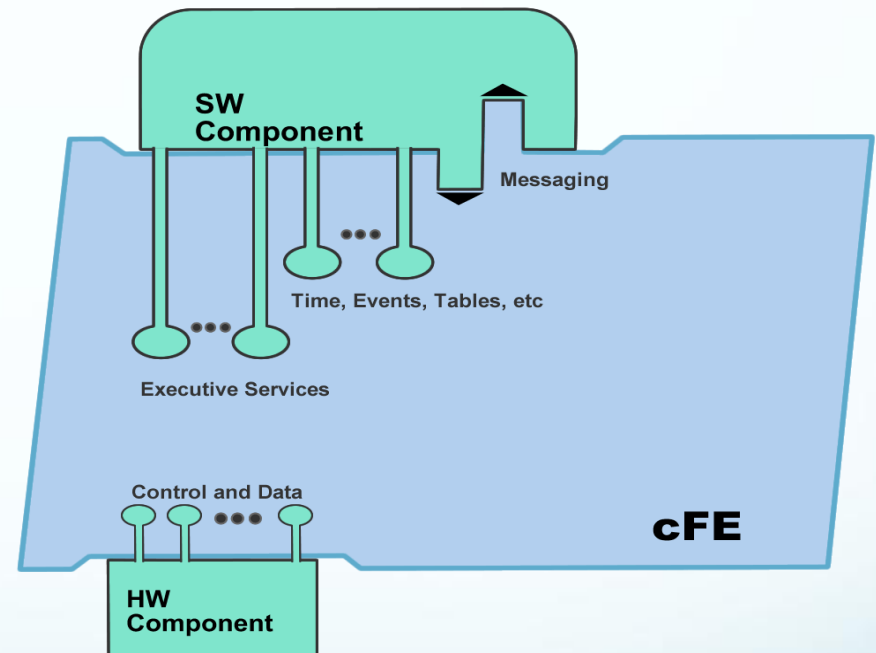 SW
Component
Messaging
Time, Events, Tables, etc
Executive Services
Control and Data
cFE
HW
Component